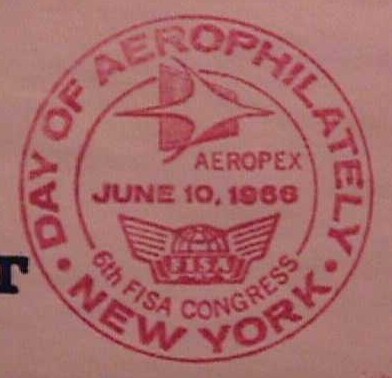 DAY OF AEROPHILATELY
AEROPEX
JUNE 10, 1966
FISA
6th FISA CONGRESS
• NEW YORK •
T